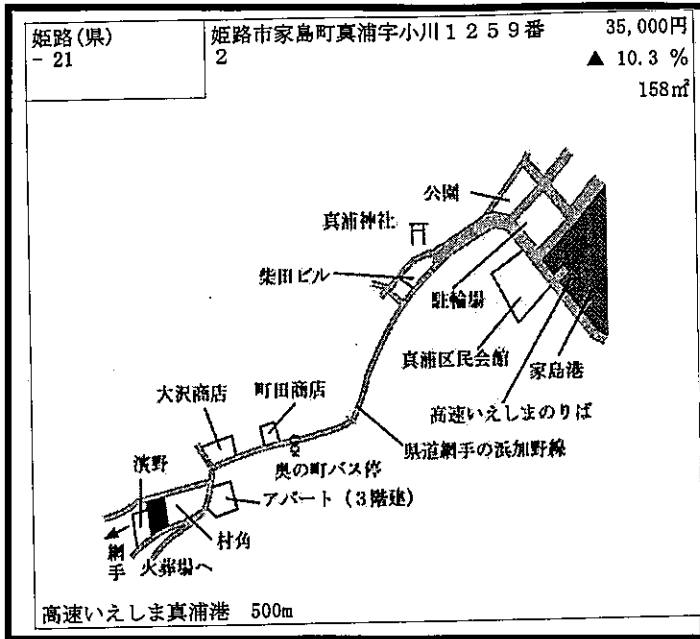 姫路(県)
- 21
姫路市家島町真浦字小川1259番
2
35,000円
▲ 10.3 %
158㎡
公園
真浦神社
柴田ビル
駐輪場
真浦区民会館
家島港
大沢商店
町田商店
高速いえしまのりば
県道網手の浜加野線
奥の町バス停
濱野
アパート(3階建)
村角
網手
火葬場へ
高速いえしま真浦港 500m